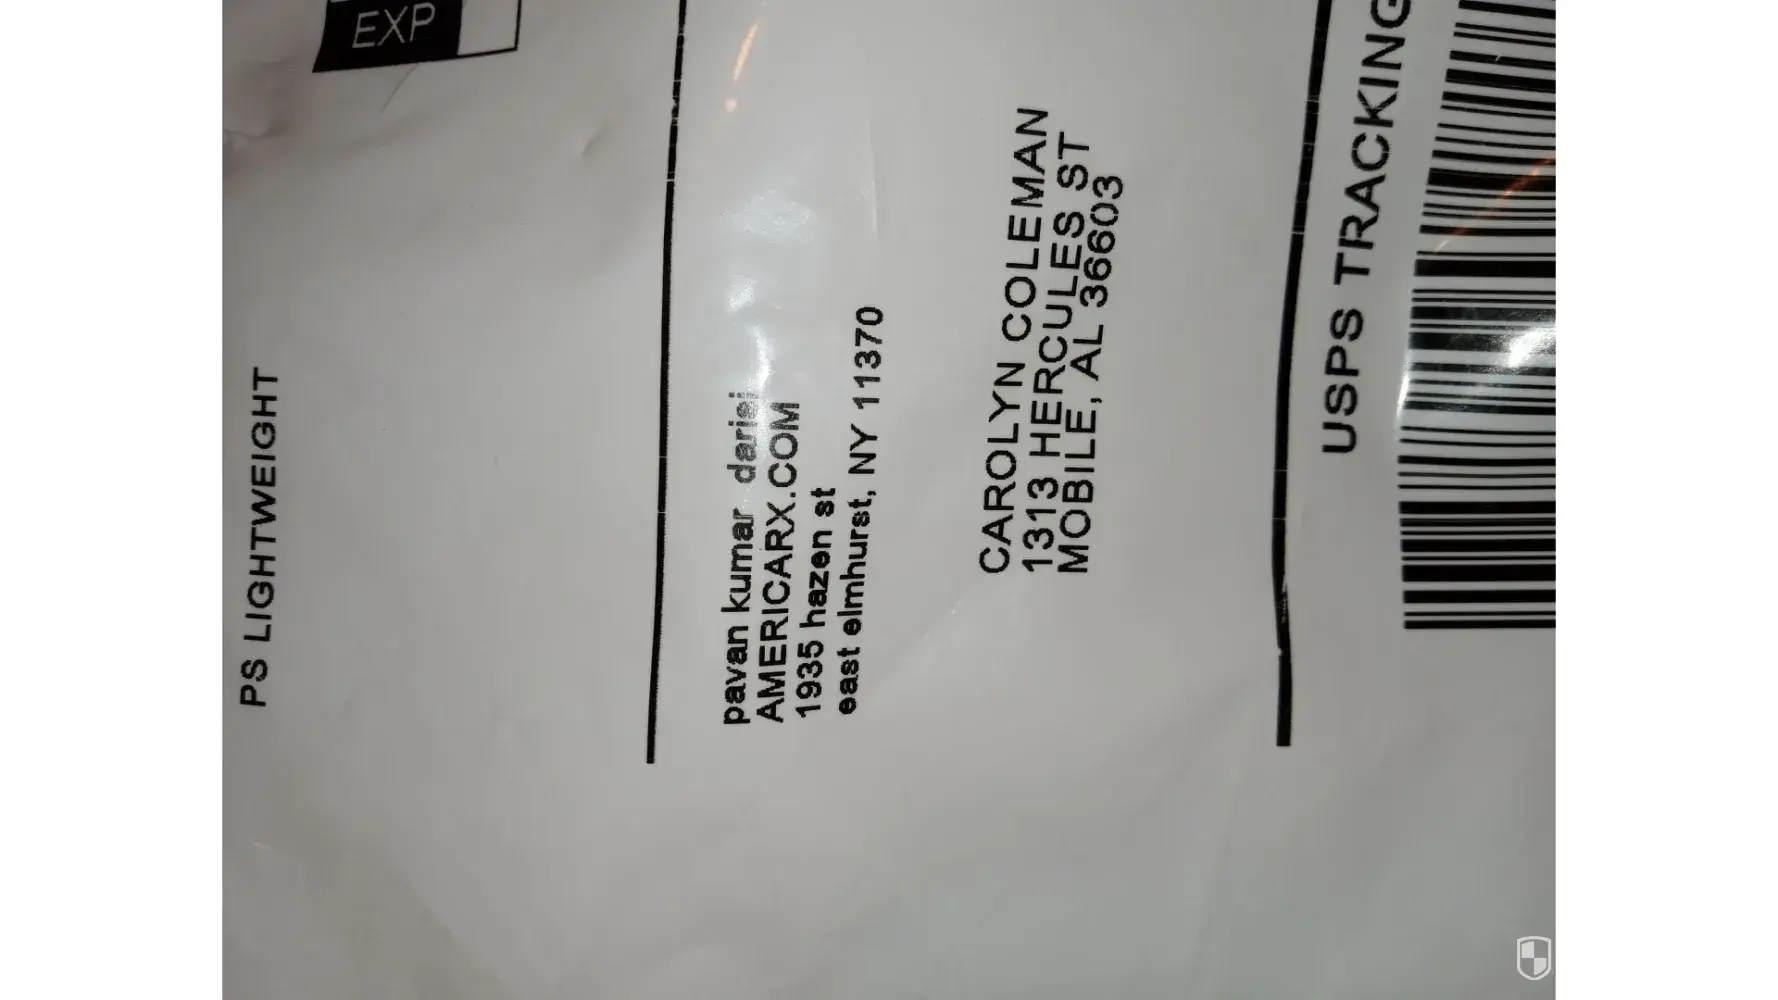 EXP
PS LIGHTWEIGHT
pavan kumar
AMERICARX.COM
1935 hazen st
east elmhurst, NY 11370
CAROLYN COLEMAN
1313 HERCULES ST
MOBILE, AL 36603
USPS TRACKING